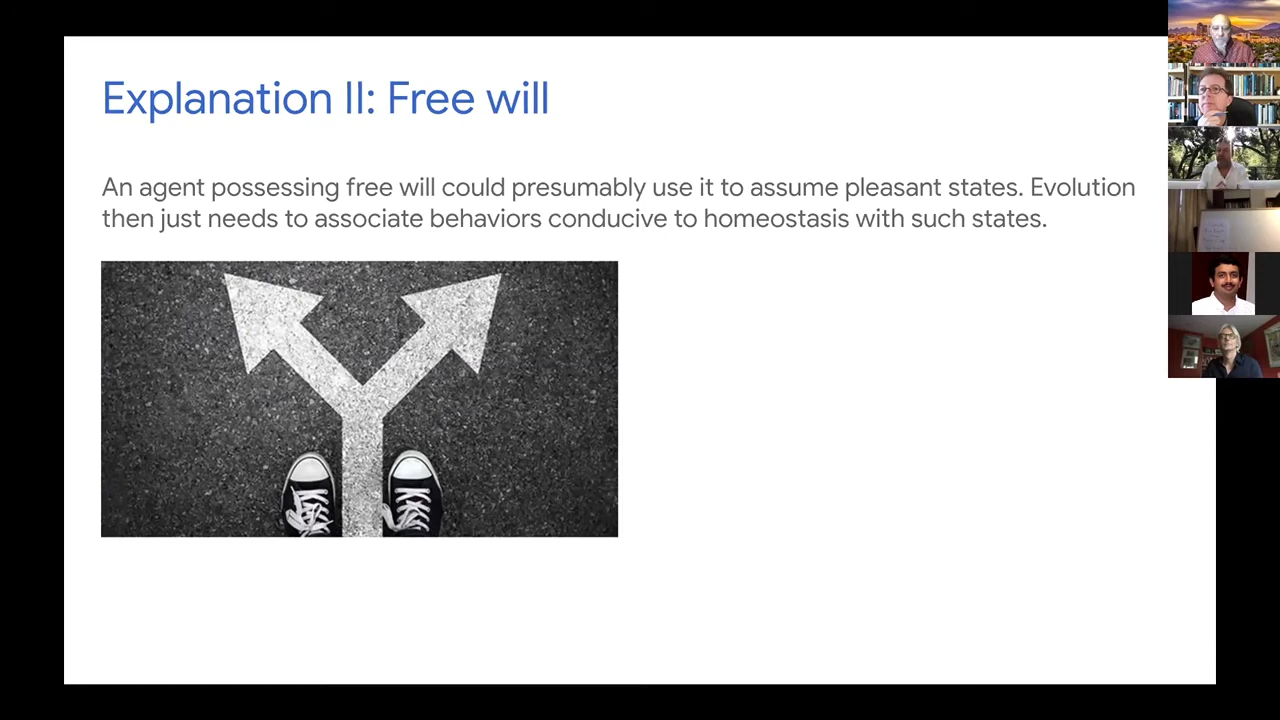 Explanation II: Free will
An agent possessing free will could presumably use it to assume pleasant states. Evolution
then just needs to associate behaviors conducive to homeostasis with such states.